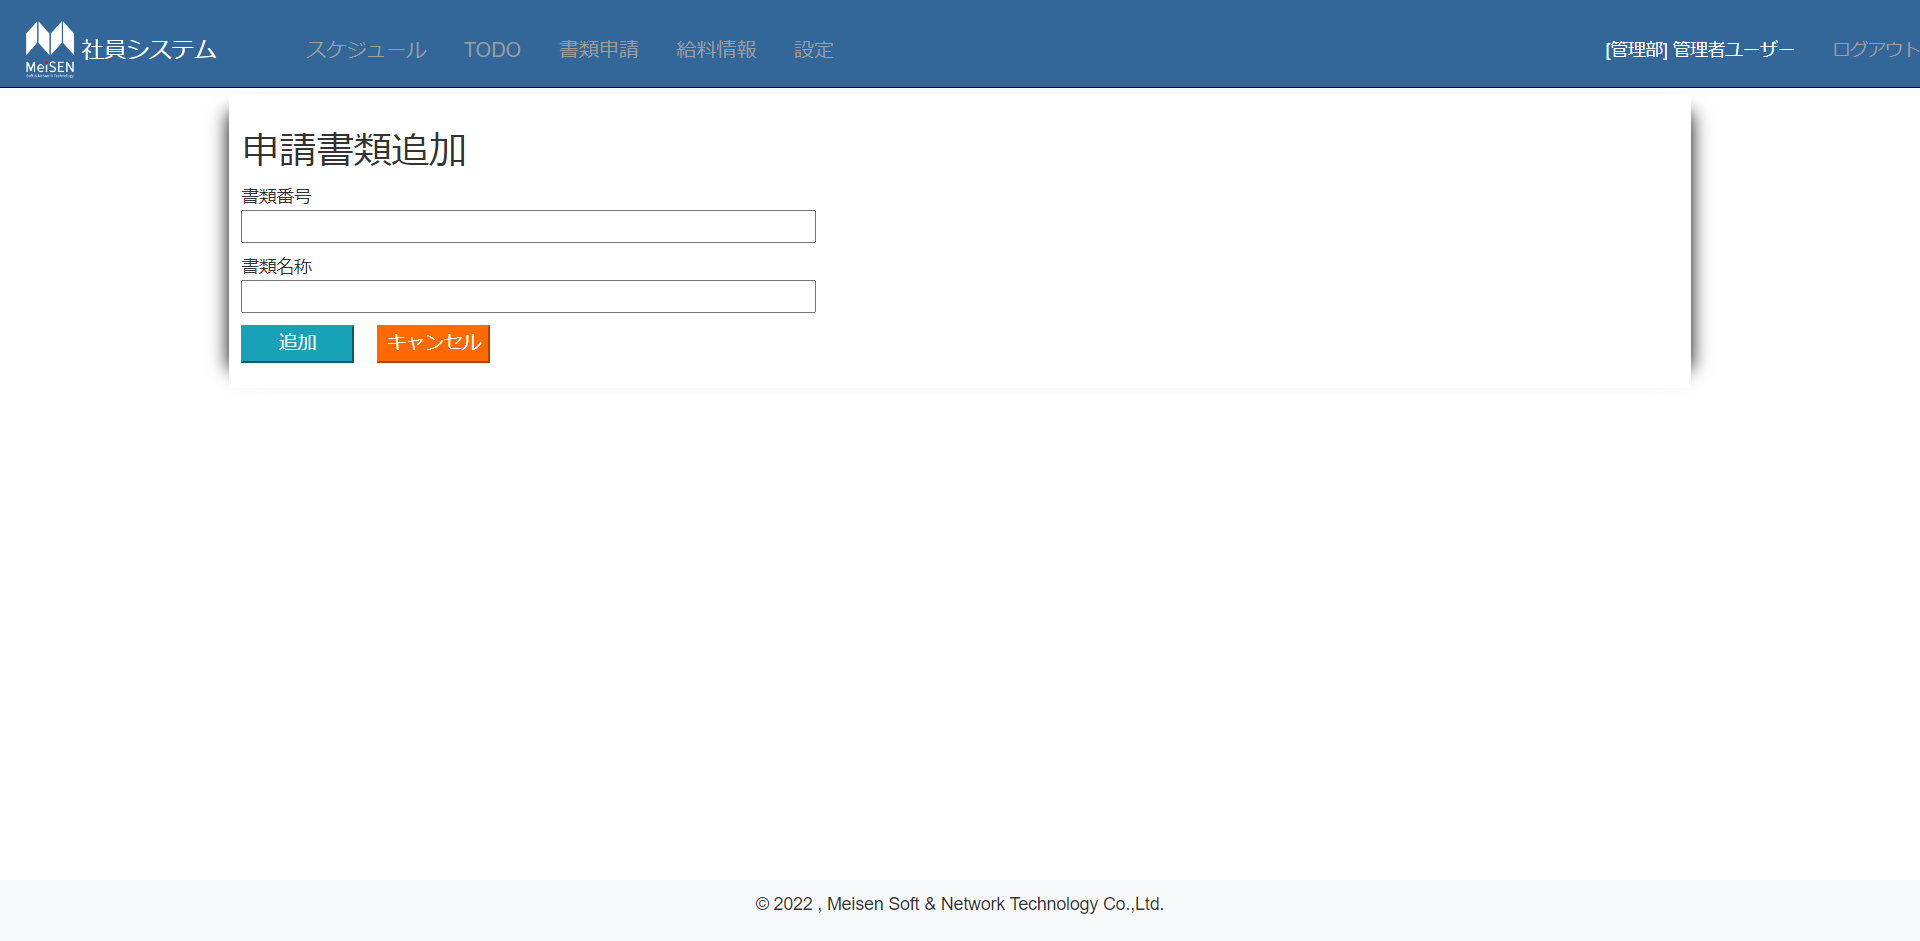 MeiSEN
Soft & Network Technology
社員システム
スケジュール
TODO
書類申請
給料情報
設定
[管理部] 管理者ユーザー
ログアウト
申請書類追加
書類番号
書類名称
追加
キャンセル
© 2022 , Meisen Soft & Network Technology Co.,Ltd.